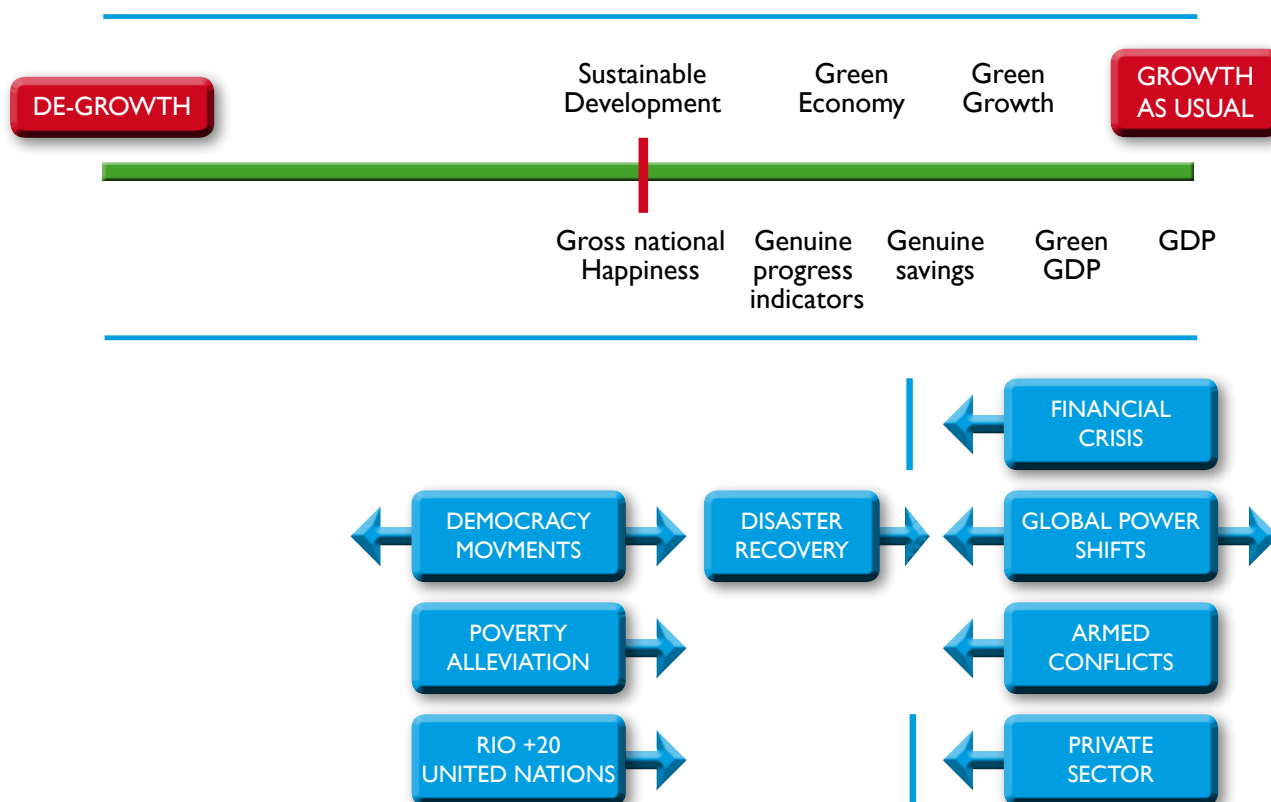 DE-GROWTH
Sustainable
Development
Green
Economy
Green
Growth
GROWTH
AS USUAL
Gross national
Happiness
Genuine
progress
indicators
Genuine
savings
Green
GDP
GDP
FINANCIAL
CRISIS
DEMOCRACY
MOVMENTS
DISASTER
RECOVERY
GLOBAL POWER
SHIFTS
POVERTY
ALLEVIATION
ARMED
CONFLICTS
RIO +20
UNITED NATIONS
PRIVATE
SECTOR